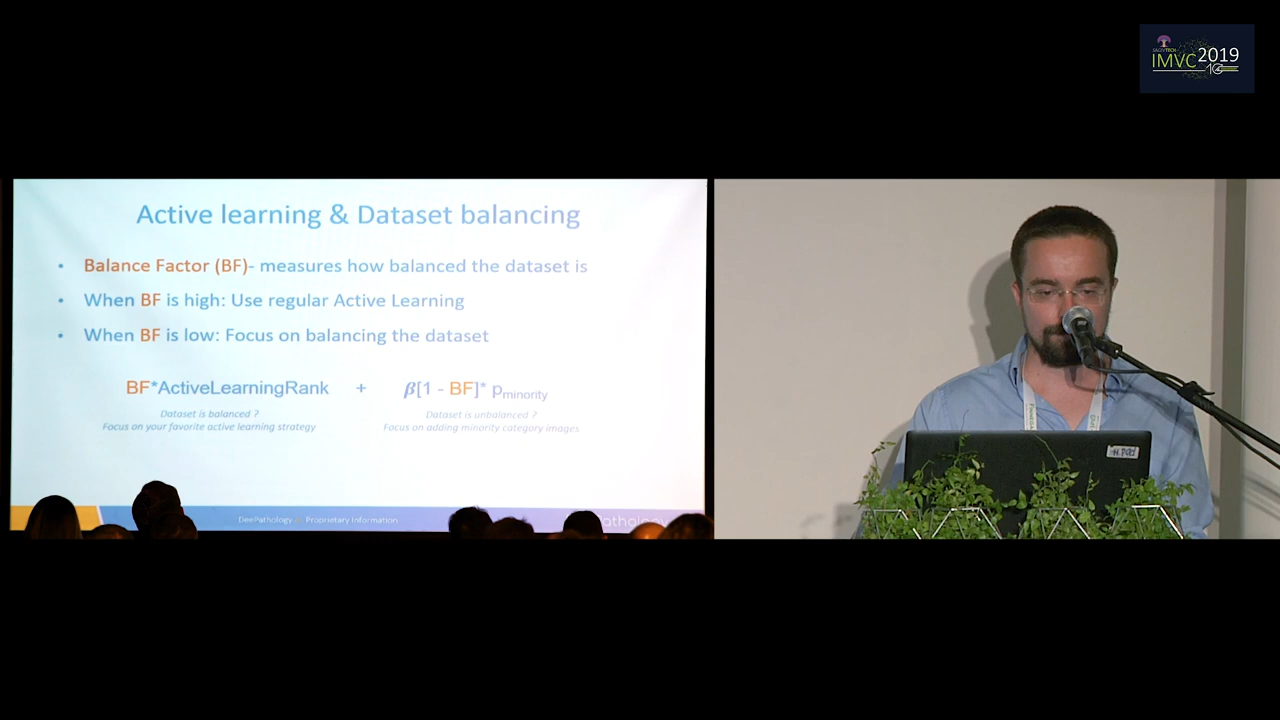 SAGIVTECH
IMVC 2019
10
Active learning & Dataset balancing
• Balance Factor (BF)- measures how balanced the dataset is
• When BF is high: Use regular Active Learning
• When BF is low: Focus on balancing the dataset
BF*ActiveLearningRank + β[1 - BF]* pminority
Dataset is balanced ?
Focus on your favorite active learning strategy
Dataset is unbalanced ?
Focus on adding minority category images
DeePathology Proprietary Information